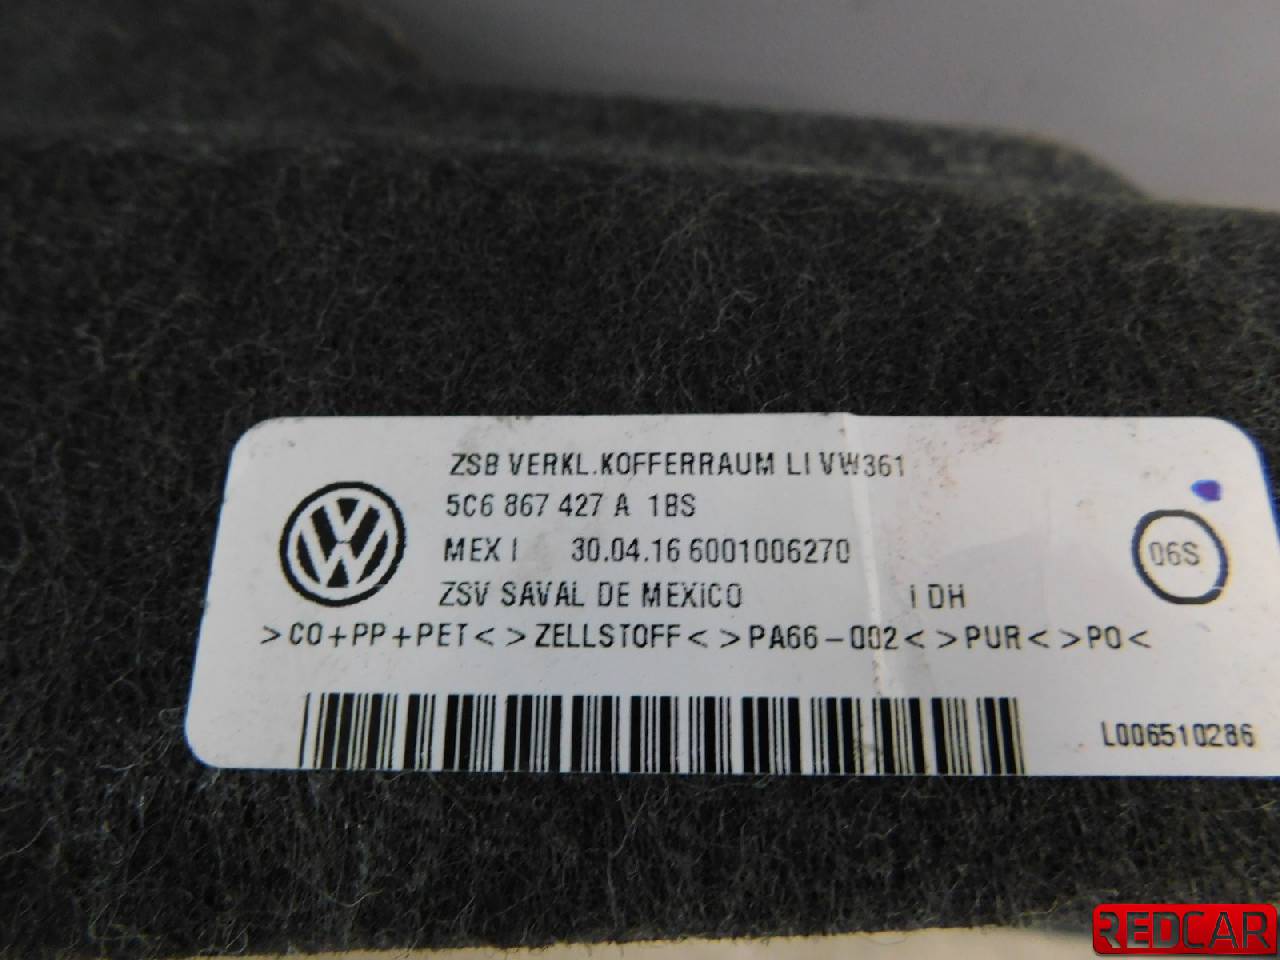 ZSB VERKL.KOFFERRAUM LI VW361
5C6 867 427 A 1BS
MEX I 30.04.16 6001006270
06S
ZSV SAVAL DE MEXICO I DH
>CO+PP+PET< >ZELLSTOFF< >PA66-002< >PUR< >PO<
L006510286
REDCAR